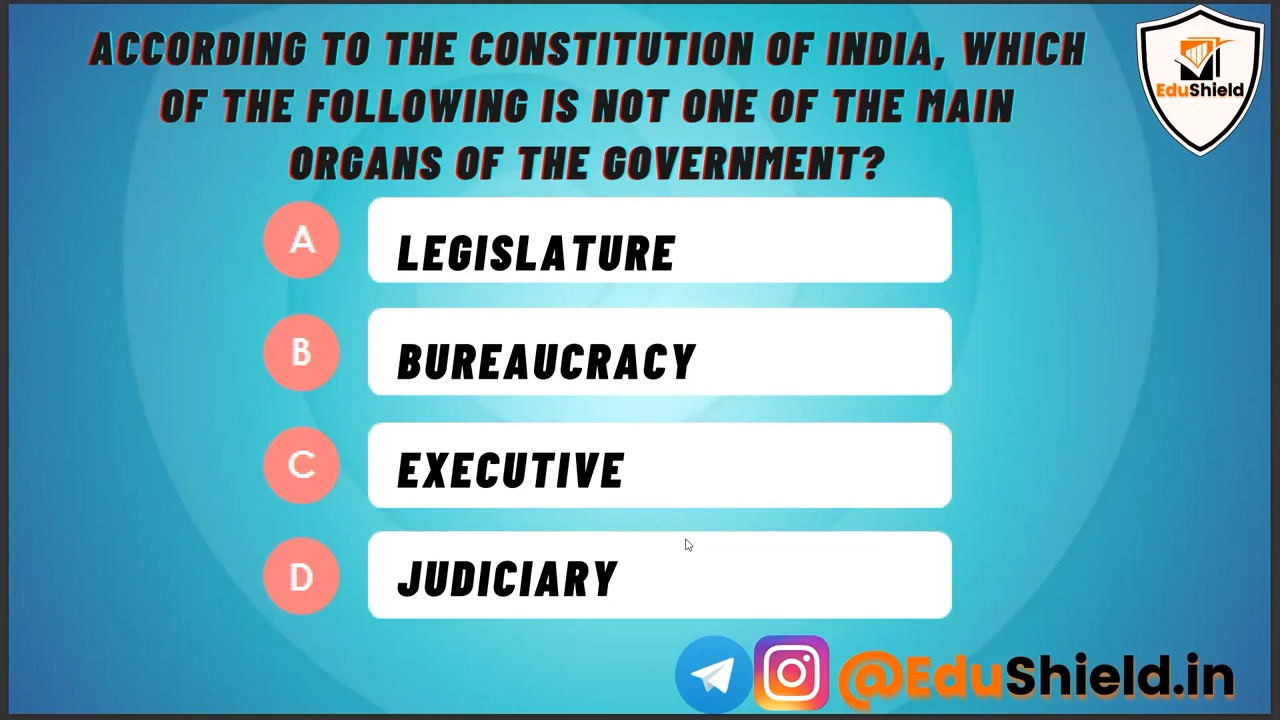 ACCORDING TO THE CONSTITUTION OF INDIA, WHICH
OF THE FOLLOWING IS NOT ONE OF THE MAIN
ORGANS OF THE GOVERNMENT?
EduShield
A LEGISLATURE
B BUREAUCRACY
C EXECUTIVE
D JUDICIARY
@EduShield.in